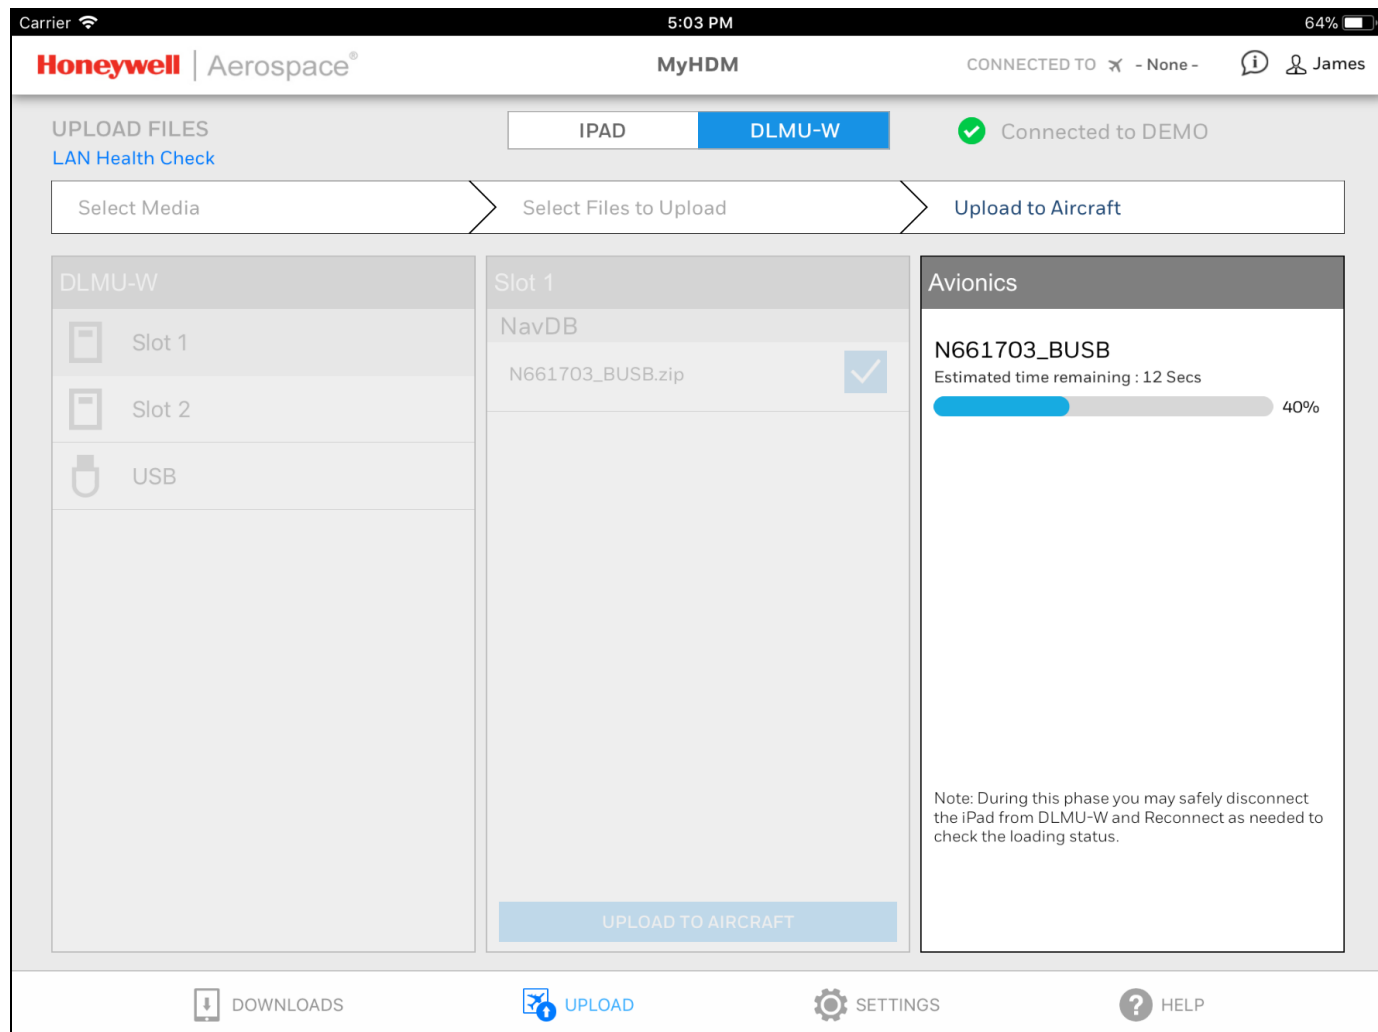 Carrier 5:03 PM 64%
Honeywell | Aerospace® MyHDM CONNECTED TO - None - James
UPLOAD FILES IPAD DLMU-W Connected to DEMO
LAN Health Check
Select Media Select Files to Upload Upload to Aircraft
DLMU-W
Slot 1
Slot 2
USB
Slot 1
NavDB
N661703_BUSB.zip
UPLOAD TO AIRCRAFT
Avionics
N661703_BUSB
Estimated time remaining : 12 Secs
40%
Note: During this phase you may safely disconnect
the iPad from DLMU-W and Reconnect as needed to
check the loading status.
DOWNLOADS UPLOAD SETTINGS ? HELP